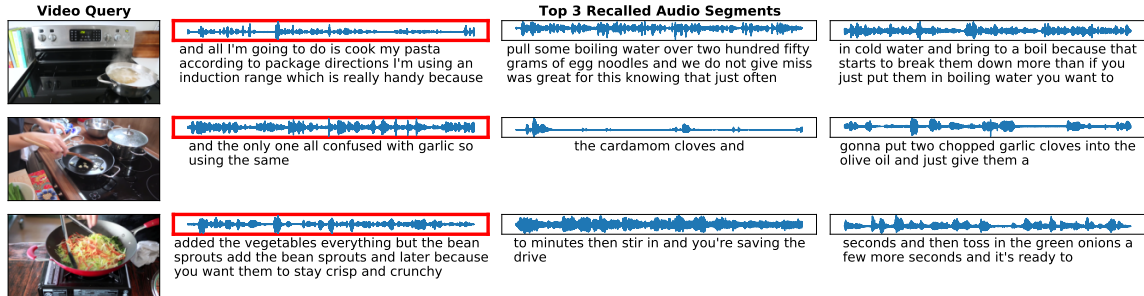 Video Query
Top 3 Recalled Audio Segments
and all I'm going to do is cook my pasta
according to package directions I'm using an
induction range which is really handy because
pull some boiling water over two hundred fifty
grams of egg noodles and we do not give miss
was great for this knowing that just often
in cold water and bring to a boil because that
starts to break them down more than if you
just put them in boiling water you want to
and the only one all confused with garlic so
using the same
the cardamom cloves and
gonna put two chopped garlic cloves into the
olive oil and just give them a
added the vegetables everything but the bean
sprouts add the bean sprouts and later because
you want them to stay crisp and crunchy
to minutes then stir in and you're saving the
drive
seconds and then toss in the green onions a
few more seconds and it's ready to